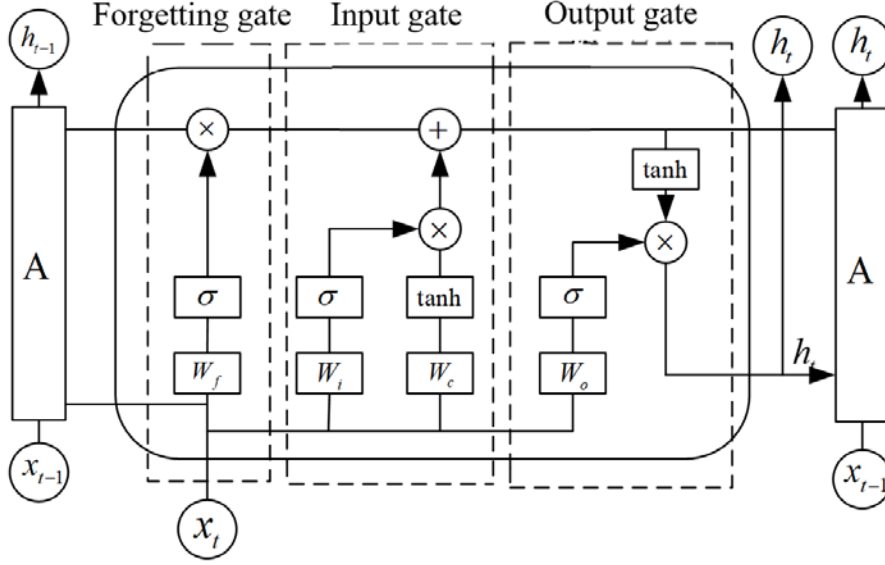 Forgetting gate
Input gate
Output gate
h_{t-1}
h_t
h_t
×
+
tanh
A
×
×
A
σ
σ
tanh
σ
W_f
W_i
W_c
W_o
h_t
x_{t-1}
x_t
x_{t-1}